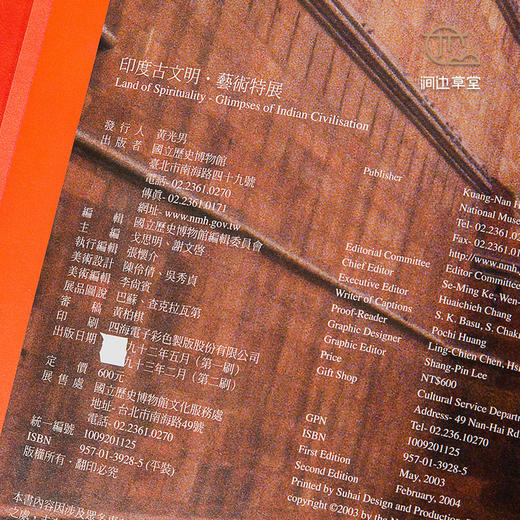 印度古文明・藝術特展
Land of Spirituality - Glimpses of Indian Civilisation
發行人 黃光男
出版者 國立歷史博物館
臺北市南海路四十九號
電話- 02.2361.0270
傳眞- 02.2361.0171
網址- www.nmh.gov.tw
編輯 國立歷史博物館編輯委員會
主編 戈思明、謝文啓
執行編輯 張懷介
美術設計 陳伶倩、吳秀貞
美術編輯 李尙賓
展品圖說 巴蘇、查克拉瓦第
審稿 黃柏棋
印刷 四海電子彩色製版股份有限公司
出版日期 九十二年五月 (第一刷)
九十三年二月 (第二刷)
定價 600元
展售處 國立歷史博物館文化服務處
地址- 台北市南海路49號
電話- 02.2361.0270
統一編號 1009201125
ISBN 957-01-3928-5 (平裝)
版權所有・翻印必究
Publisher Kuang-Nan H
National Museu
Tel- 02.2361.02
Fax- 02.2361.01
http://www.nmh.
Editorial Committee Editor Committee
Chief Editor Se-Ming Ke, Wen-
Executive Editor Huaichieh Chang
Writer of Captions S. K. Basu, S. Chak
Proof-Reader Pochi Huang
Graphic Designer Ling-Chien Chen, Hs
Graphic Editor Shang-Pin Lee
Price NT$600
Gift Shop Cultural Service Depart
Address- 49 Nan-Hai Rd
Tel- 02.236.10270
GPN 1009201125
ISBN 957-01-3928-5
First Edition May, 2003
Second Edition February, 2004
Printed by Suhai Design and Production
copyright©2003 by the N